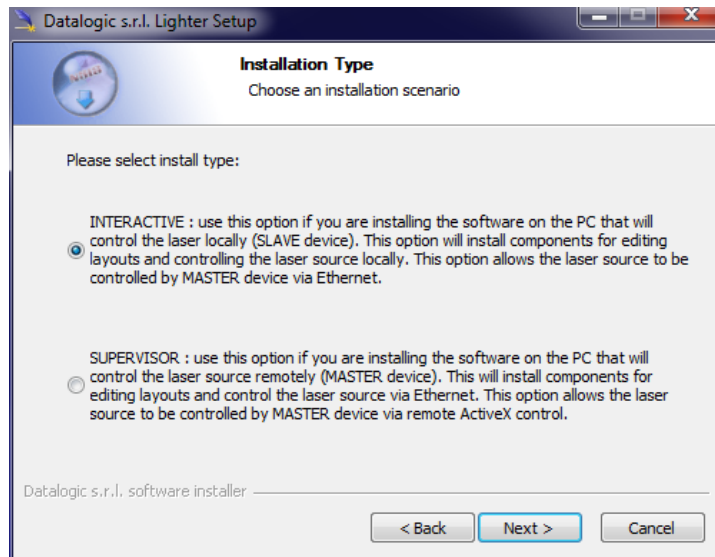 Datalogic s.r.l. Lighter Setup
Installation Type
Choose an installation scenario
Please select install type:
INTERACTIVE : use this option if you are installing the software on the PC that will
control the laser locally (SLAVE device). This option will install components for editing
layouts and controlling the laser source locally. This option allows the laser source to be
controlled by MASTER device via Ethernet.
SUPERVISOR : use this option if you are installing the software on the PC that will
control the laser source remotely (MASTER device). This will install components for
editing layouts and control the laser source via Ethernet. This option allows the laser
source to be controlled by MASTER device via remote ActiveX control.
Datalogic s.r.l. software installer
< Back
Next >
Cancel